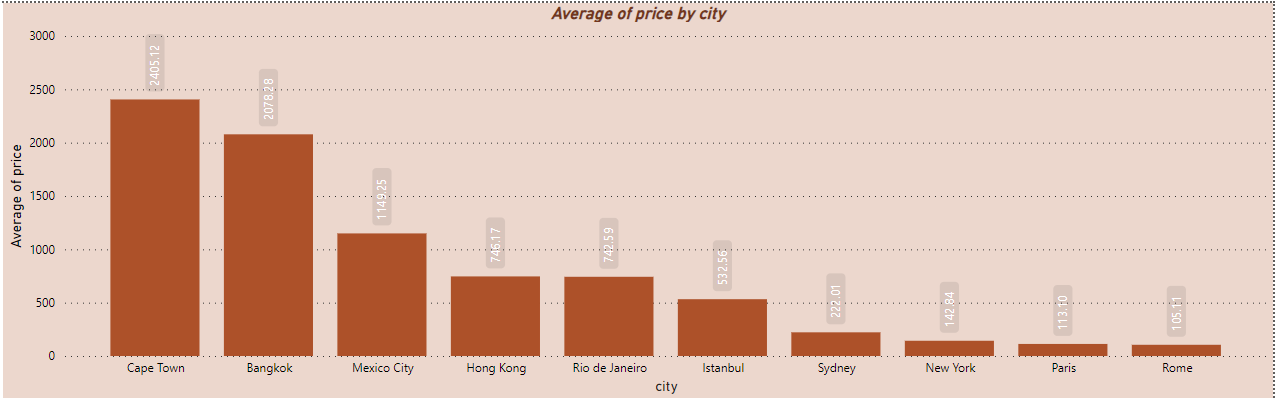 Average of price by city
Average of price
3000
2500
2000
1500
1000
500
0
2405.12
2078.28
1149.25
746.17
742.59
532.56
222.01
142.84
113.10
105.11
Cape Town
Bangkok
Mexico City
Hong Kong
Rio de Janeiro
Istanbul
Sydney
New York
Paris
Rome
city